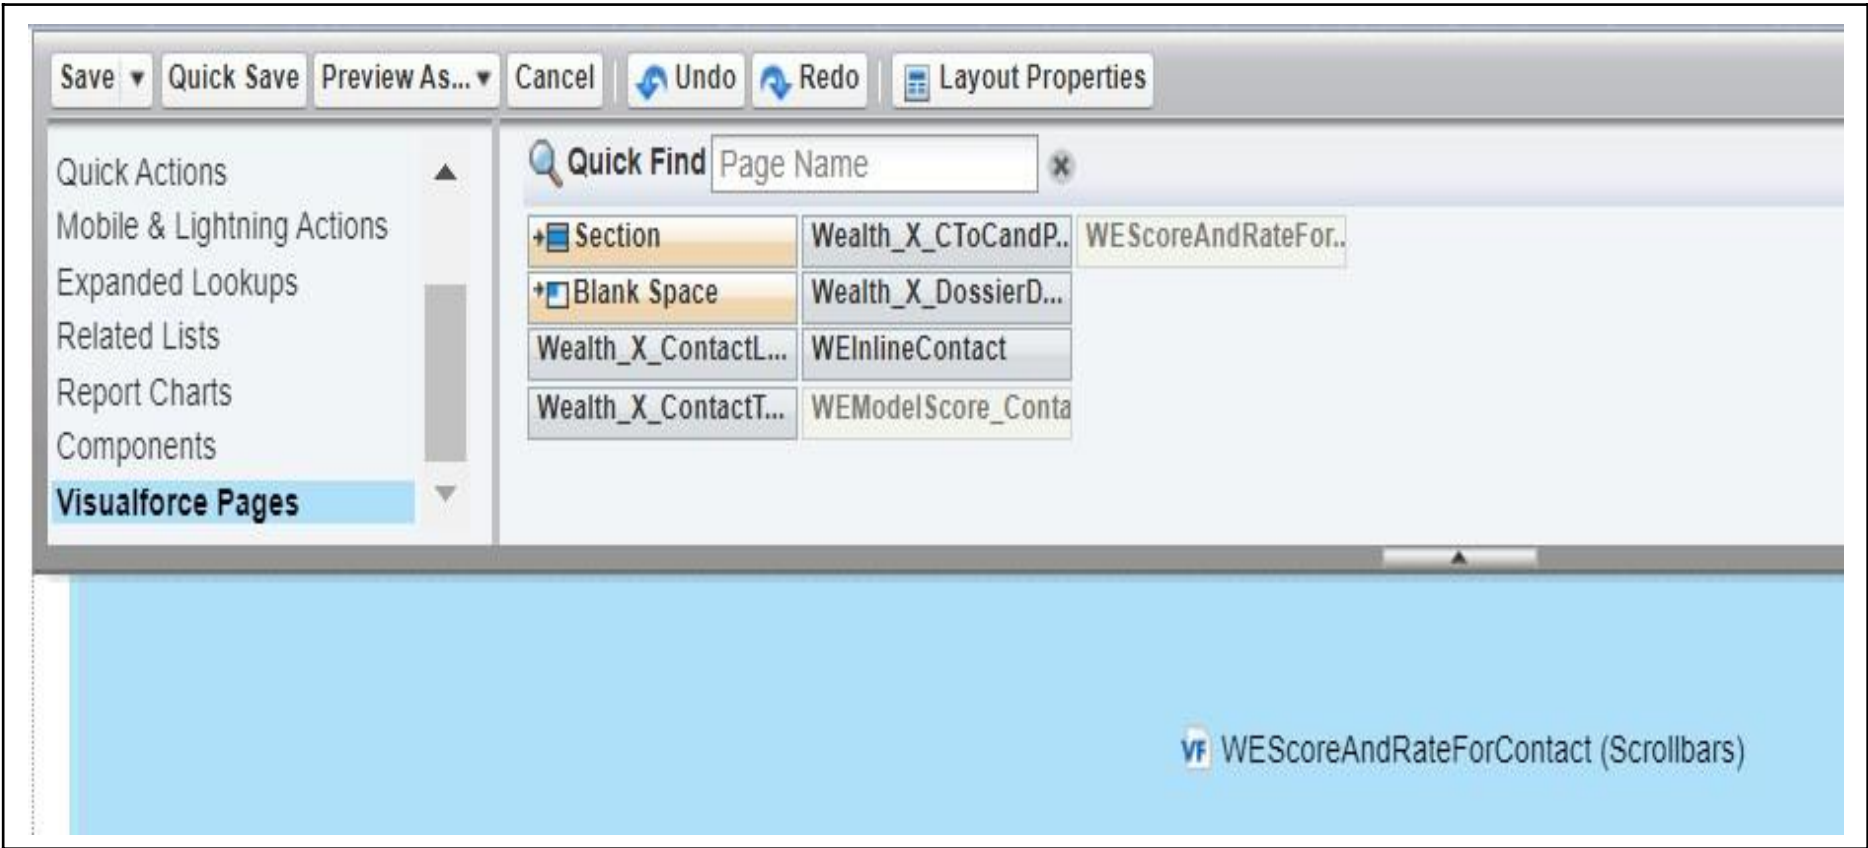 Save Quick Save Preview As... Cancel Undo Redo Layout Properties
Quick Actions
Mobile & Lightning Actions
Expanded Lookups
Related Lists
Report Charts
Components
Visualforce Pages
Quick Find Page Name
Section Wealth_X_CToCandP.. WEScoreAndRateFor..
Blank Space Wealth_X_DossierD...
Wealth_X_ContactL... WEInlineContact
Wealth_X_ContactT... WEModelScore_Conta
VF WEScoreAndRateForContact (Scrollbars)